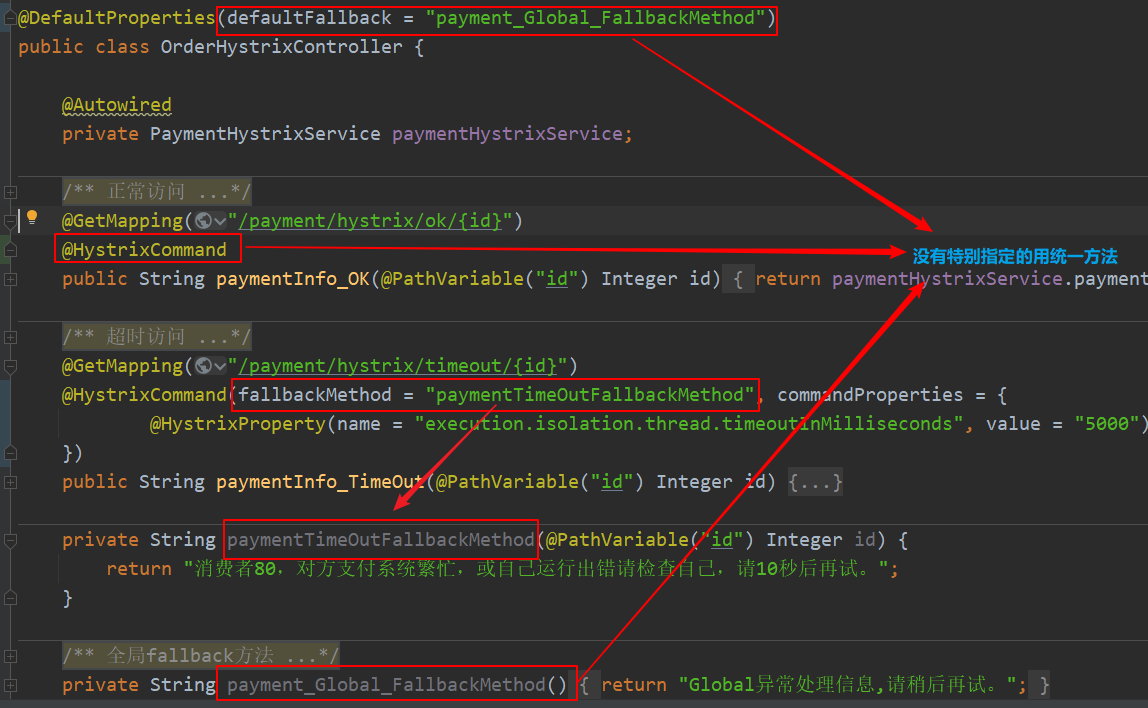 @DefaultProperties(defaultFallback = "payment_Global_FallbackMethod")
public class OrderHystrixController {
@Autowired
private PaymentHystrixService paymentHystrixService;
/** 正常访问 ...*/
@GetMapping("/payment/hystrix/ok/{id}")
@HystrixCommand
没有特别指定的用统一方法
public String paymentInfo_OK(@PathVariable("id") Integer id) { return paymentHystrixService.payment
/** 超时访问 ...*/
@GetMapping("/payment/hystrix/timeout/{id}")
@HystrixCommand(fallbackMethod = "paymentTimeOutFallbackMethod", commandProperties = {
@HystrixProperty(name = "execution.isolation.thread.timeoutInMilliseconds", value = "5000")
})
public String paymentInfo_TimeOut(@PathVariable("id") Integer id) {...}
private String paymentTimeOutFallbackMethod(@PathVariable("id") Integer id) {
return "消费者80，对方支付系统繁忙，或自己运行出错请检查自己，请10秒后再试。";
}
/** 全局fallback方法 ...*/
private String payment_Global_FallbackMethod() { return "Global异常处理信息,请稍后再试。"; }